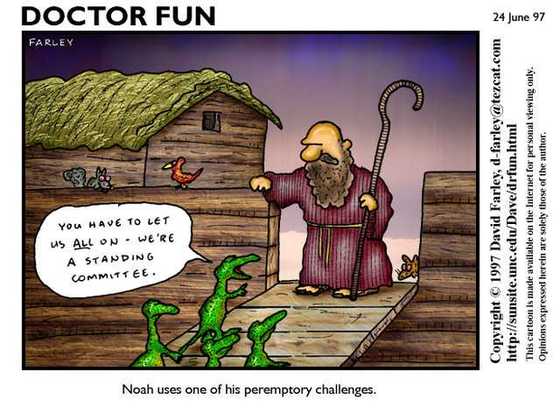 DOCTOR FUN
24 June 97
FARLEY
YOU HAVE TO LET
US ALL ON - WE'RE
A STANDING
COMMITTEE.
Copyright © 1997 David Farley, d-farley@tezcat.com
http://sunsite.unc.edu/Dave/drfun.html
This cartoon is made available on the Internet for personal viewing only.
Opinions expressed herein are solely those of the author.
Noah uses one of his peremptory challenges.